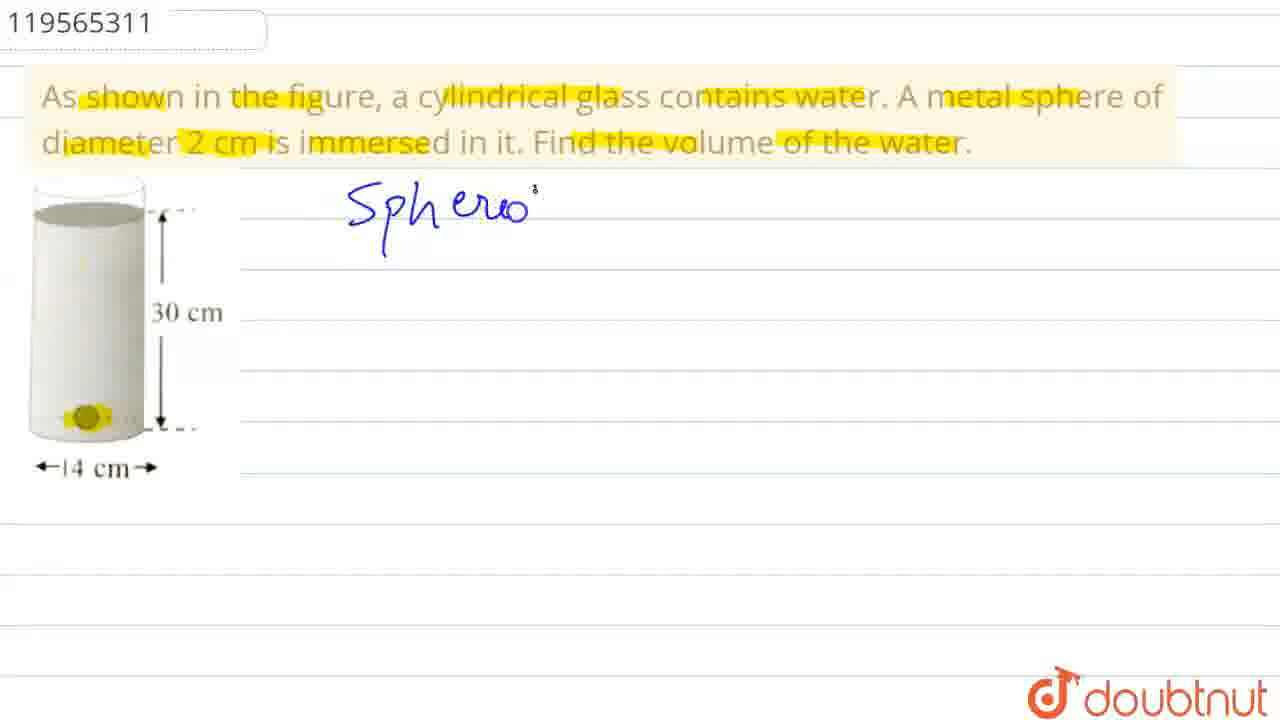 119565311
As shown in the figure, a cylindrical glass contains water. A metal sphere of
diameter 2 cm is immersed in it. Find the volume of the water.
30 cm
14 cm
doubtnut